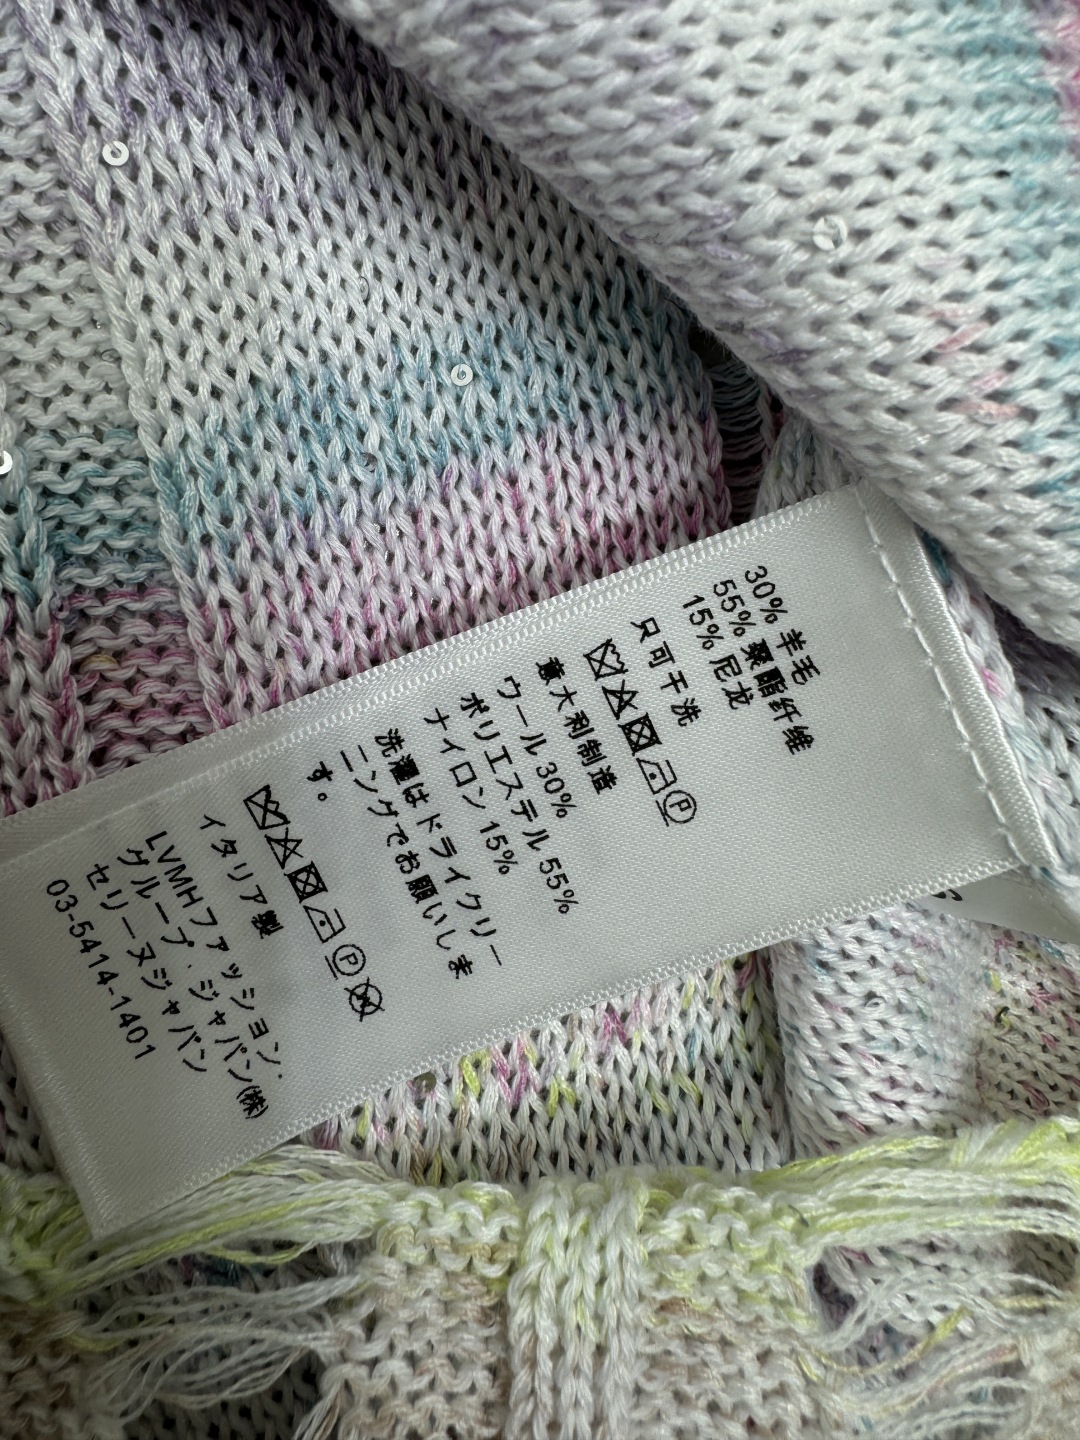 30% 羊毛
55% 聚酯纤维
15% 尼龙
只可干洗
P
意大利制造
ウール 30%
ポリエステル 55%
ナイロン 15%
洗濯はドライクリー
ニングでお願いしま
す。
P
イタリア製
LVMHファッション.
グループ.ジャパン㈱
セリーヌジャパン
03-5414-1401